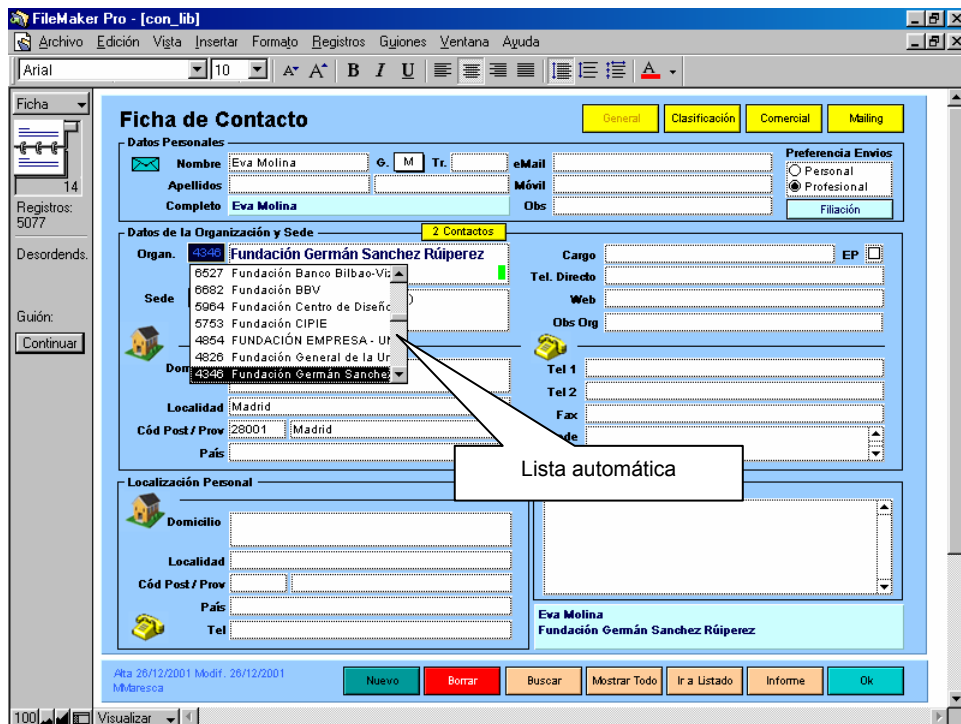 FileMaker Pro - [con_lib]
Archivo Edición Vista Insertar Formato Registros Guiones Ventana Ayuda
Arial 10 B I U A
Ficha
14
Registros:
5077
Desordends.
Guión:
Continuar
Ficha de Contacto
General Clasificación Comercial Mailing
Datos Personales
Nombre Eva Molina G. M Tr. eMail
Preferencia Envios
Personal
Profesional
Apellidos Móvil
Completo Eva Molina Obs
Filiación
Datos de la Organización y Sede 2 Contactos
Organ. 4346 Fundación Germán Sanchez Rúiperez
Cargo EP
Tel. Directo
6527 Fundación Banco Bilbao-Viz
6682 Fundación BBV
5964 Fundación Centro de Diseño
5753 Fundación CIPIE
4854 FUNDACIÓN EMPRESA - UN
4826 Fundación General de la Un
4346 Fundación Germán Sanchez
Sede )
Web
Obs Org
Dom
Tel 1
Tel 2
Localidad Madrid
Fax
Cód Post / Prov 28001 Madrid
de
País
Lista automática
Localización Personal
Domicilio
Localidad
Cód Post / Prov
País
Tel
Eva Molina
Fundación Germán Sanchez Rúiperez
Alta 26/12/2001 Modif. 26/12/2001
MMaresca
Nuevo Borrar Buscar Mostrar Todo Ir a Listado Informe Ok
100 Visualizar